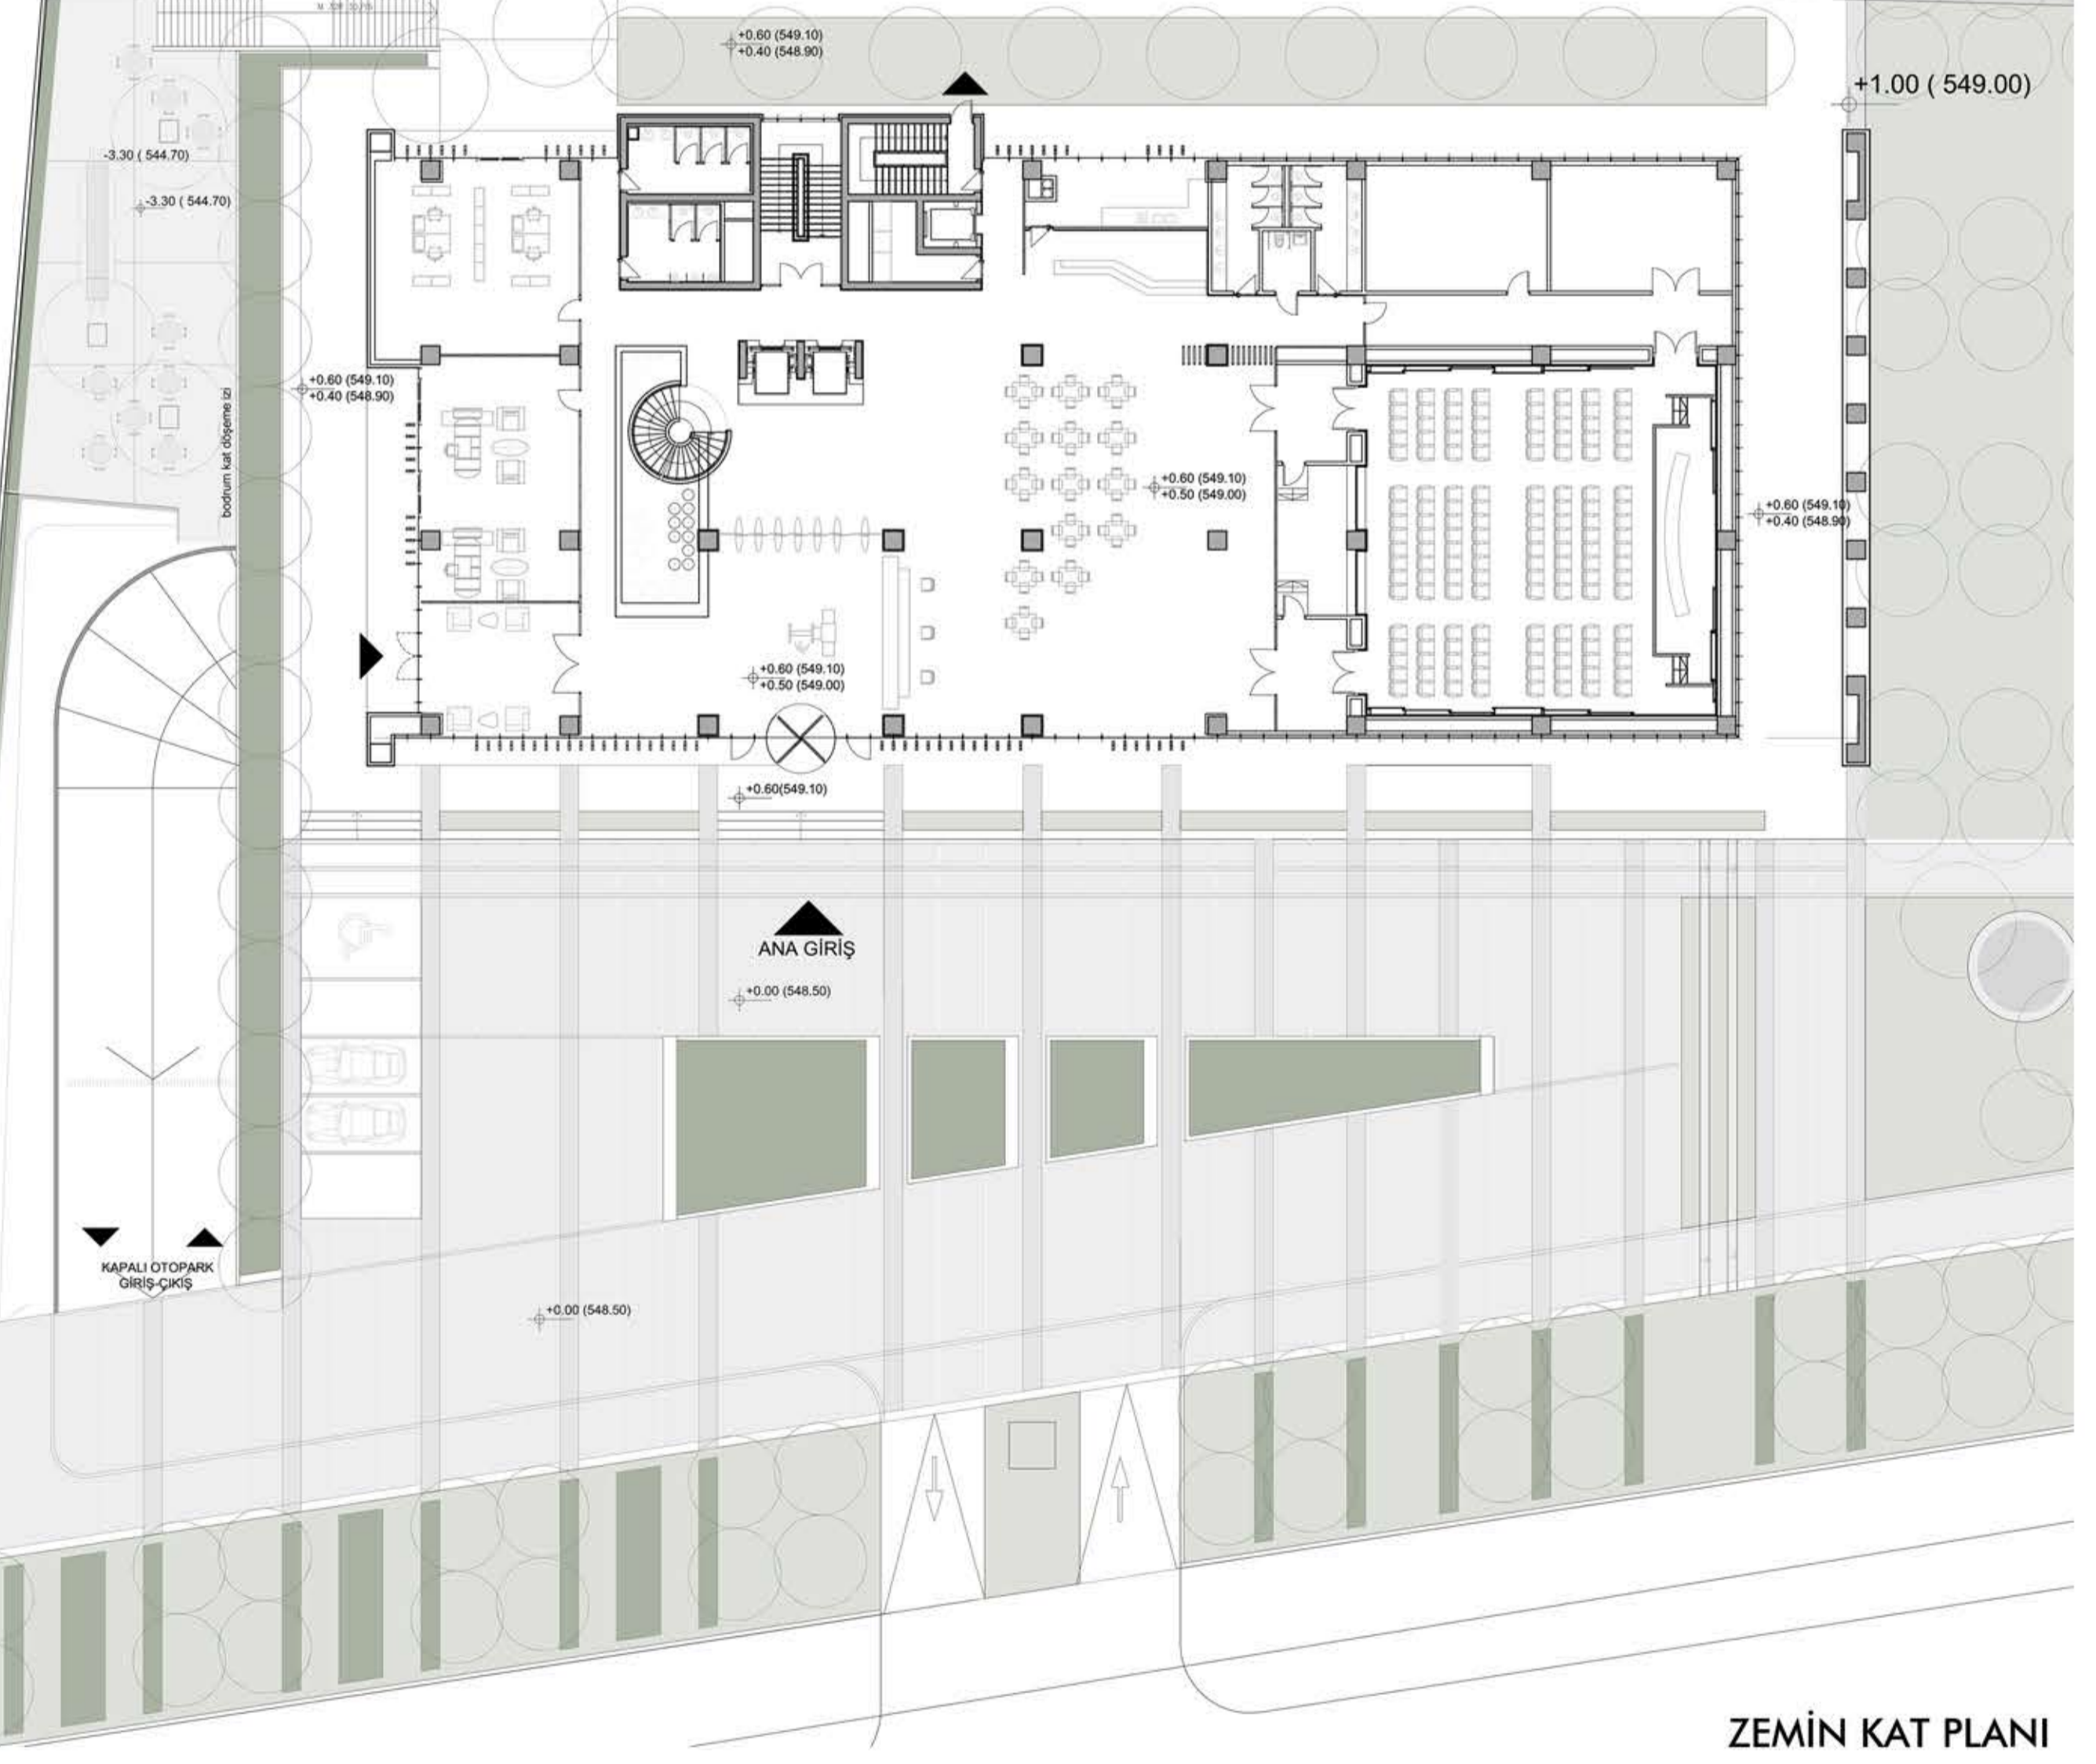 +0.60 (549.10)
+0.40 (548.90)
+1.00 ( 549.00)
-3.30 ( 544.70)
-3.30 ( 544.70)
+0.60 (549.10)
+0.40 (548.90)
bodrum kat döşeme izi
+0.60 (549.10)
+0.50 (549.00)
+0.60 (549.10)
+0.40 (548.90)
+0.60 (549.10)
+0.50 (549.00)
+0.60(549.10)
ANA GİRİŞ
+0.00 (548.50)
KAPALI OTOPARK
GİRİŞ-ÇIKIŞ
+0.00 (548.50)
ZEMİN KAT PLANI